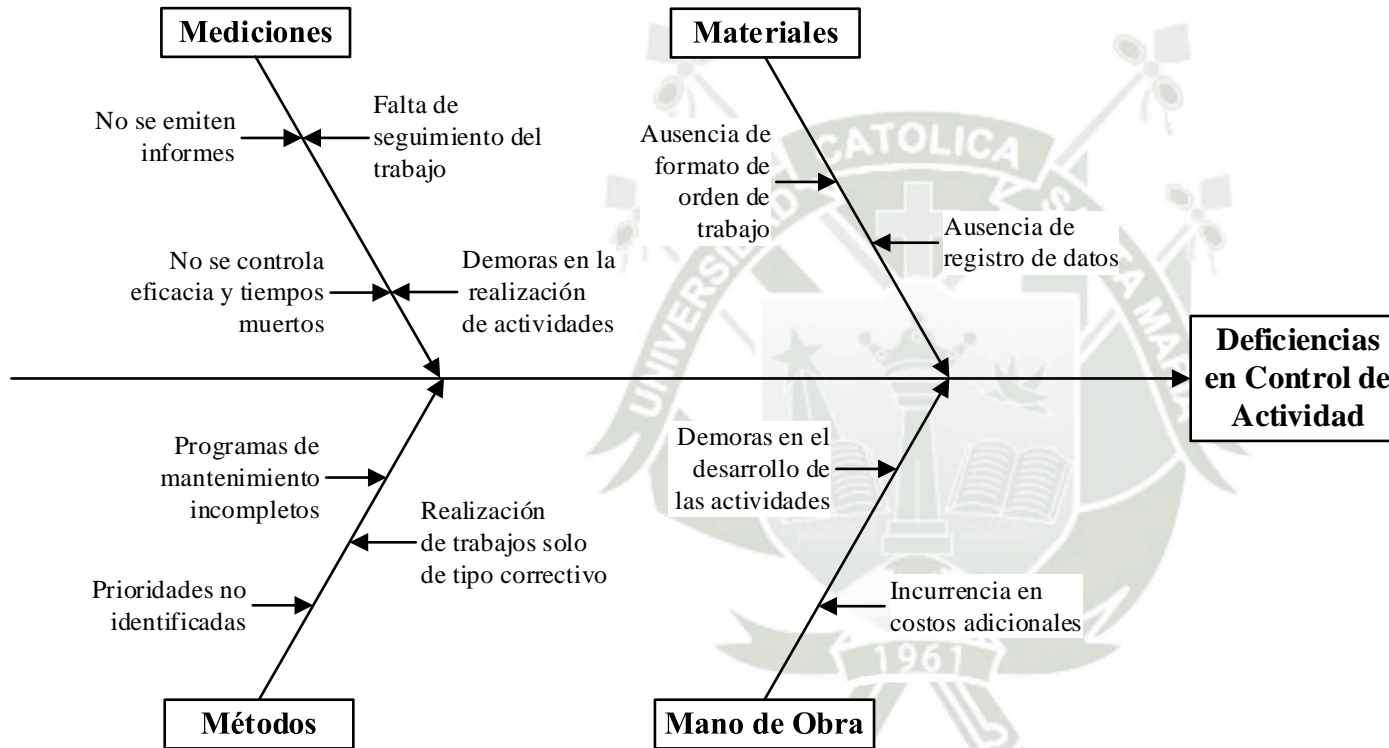 Mediciones
Materiales
No se emiten
informes
Falta de
seguimiento del
trabajo
Ausencia de
formato de
orden de
trabajo
Ausencia de
registro de datos
No se controla
eficacia y tiempos
muertos
Demoras en la
realización
de actividades
Deficiencias
en Control de
Actividad
Programas de
mantenimiento
incompletos
Realización
de trabajos solo
de tipo correctivo
Prioridades no
identificadas
Demoras en el
desarrollo de
las actividades
Incurrencia en
costos adicionales
Métodos
Mano de Obra
CATOLICA
1961